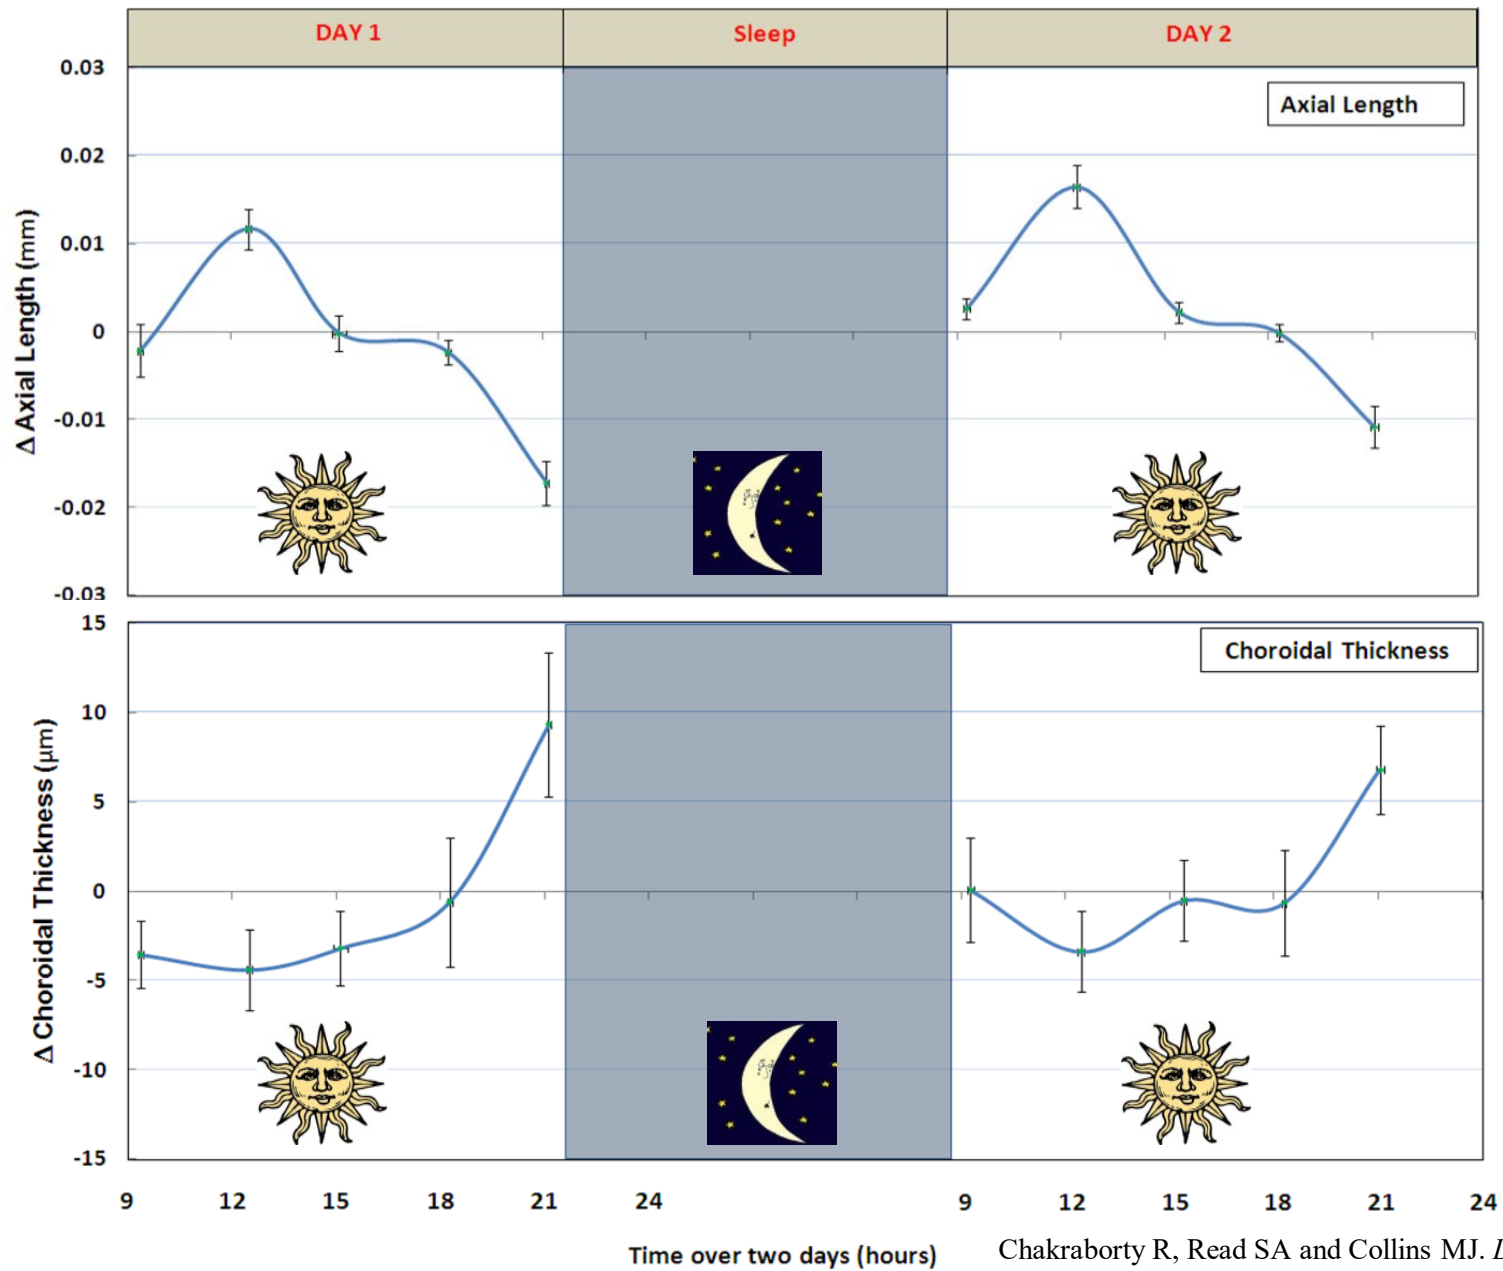 DAY 1 Sleep DAY 2
0.03
Axial Length
0.02
0.01
0
-0.01
-0.02
-0.03
Δ Axial Length (mm)
15
Choroidal Thickness
10
5
0
-5
-10
-15
Δ Choroidal Thickness (µm)
9 12 15 18 21 24 9 12 15 18 21 24
Time over two days (hours)
Chakraborty R, Read SA and Collins MJ.